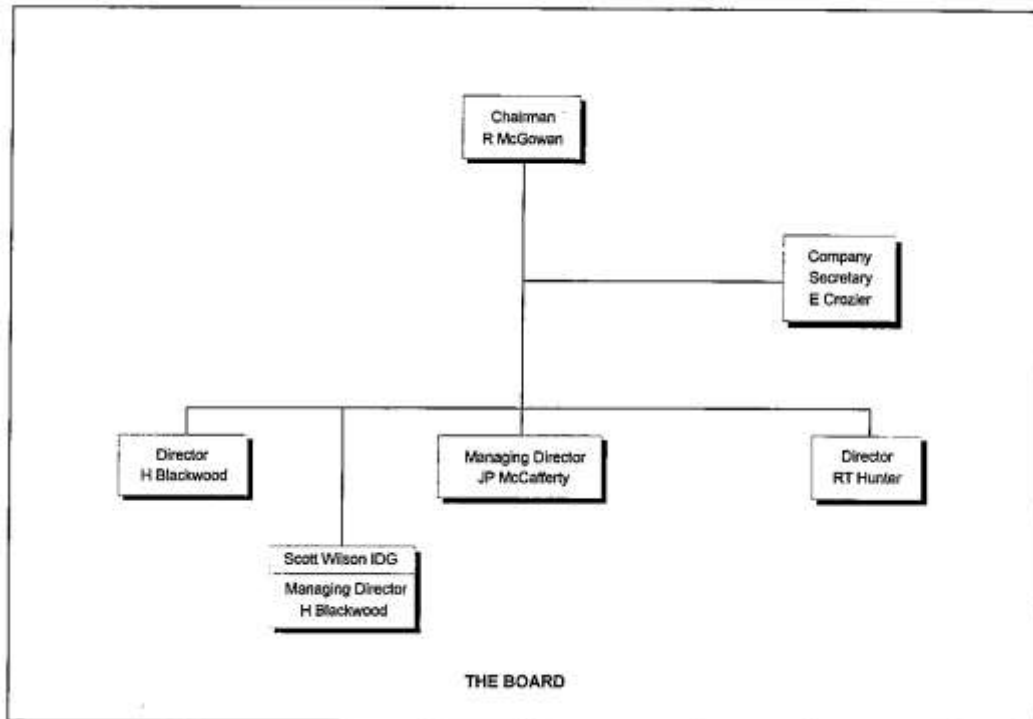 Chairman
R McGowan
Company
Secretary
E Crozier
Director
H Blackwood
Managing Director
JP McCafferty
Director
RT Hunter
Scott Wilson IDG
Managing Director
H Blackwood
THE BOARD